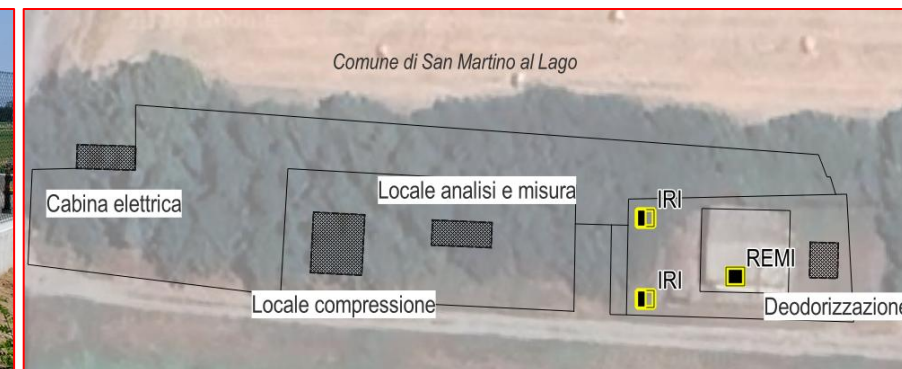 Comune di San Martino al Lago
Cabina elettrica
Locale analisi e misura
IRI
REMI
IRI
Locale compressione
Deodorizzazione